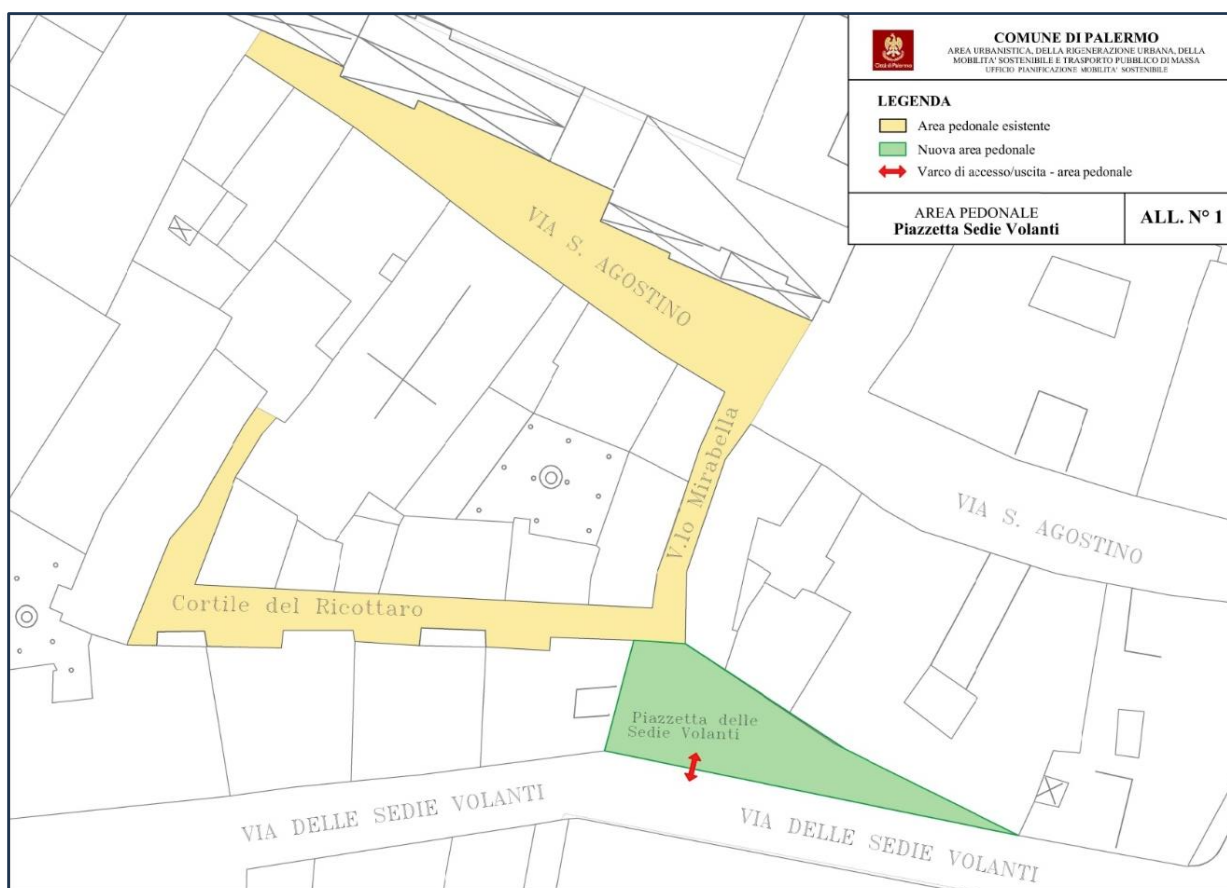 COMUNE DI PALERMO
AREA URBANISTICA, DELLA RIGENERAZIONE URBANA, DELLA
MOBILITA' SOSTENIBILE E TRASPORTO PUBBLICO DI MASSA
UFFICIO PIANIFICAZIONE MOBILITA' SOSTENIBILE
Città di Palermo
LEGENDA
Area pedonale esistente
Nuova area pedonale
Varco di accesso/uscita - area pedonale
AREA PEDONALE
Piazzetta Sedie Volanti
ALL. N° 1
VIA S. AGOSTINO
V.lo Mirabella
VIA S. AGOSTINO
Cortile del Ricottaro
Piazzetta delle
Sedie Volanti
VIA DELLE SEDIE VOLANTI
VIA DELLE SEDIE VOLANTI